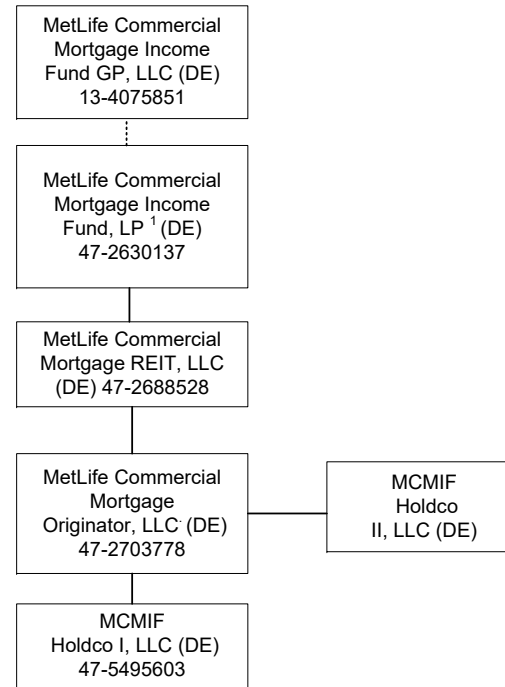 MetLife Commercial
Mortgage Income
Fund GP, LLC (DE)
13-4075851
MetLife Commercial
Mortgage Income
Fund, LP ¹ (DE)
47-2630137
MetLife Commercial
Mortgage REIT, LLC
(DE) 47-2688528
MetLife Commercial
Mortgage
Originator, LLC (DE)
47-2703778
MCMIF
Holdco
II, LLC (DE)
MCMIF
Holdco I, LLC (DE)
47-5495603